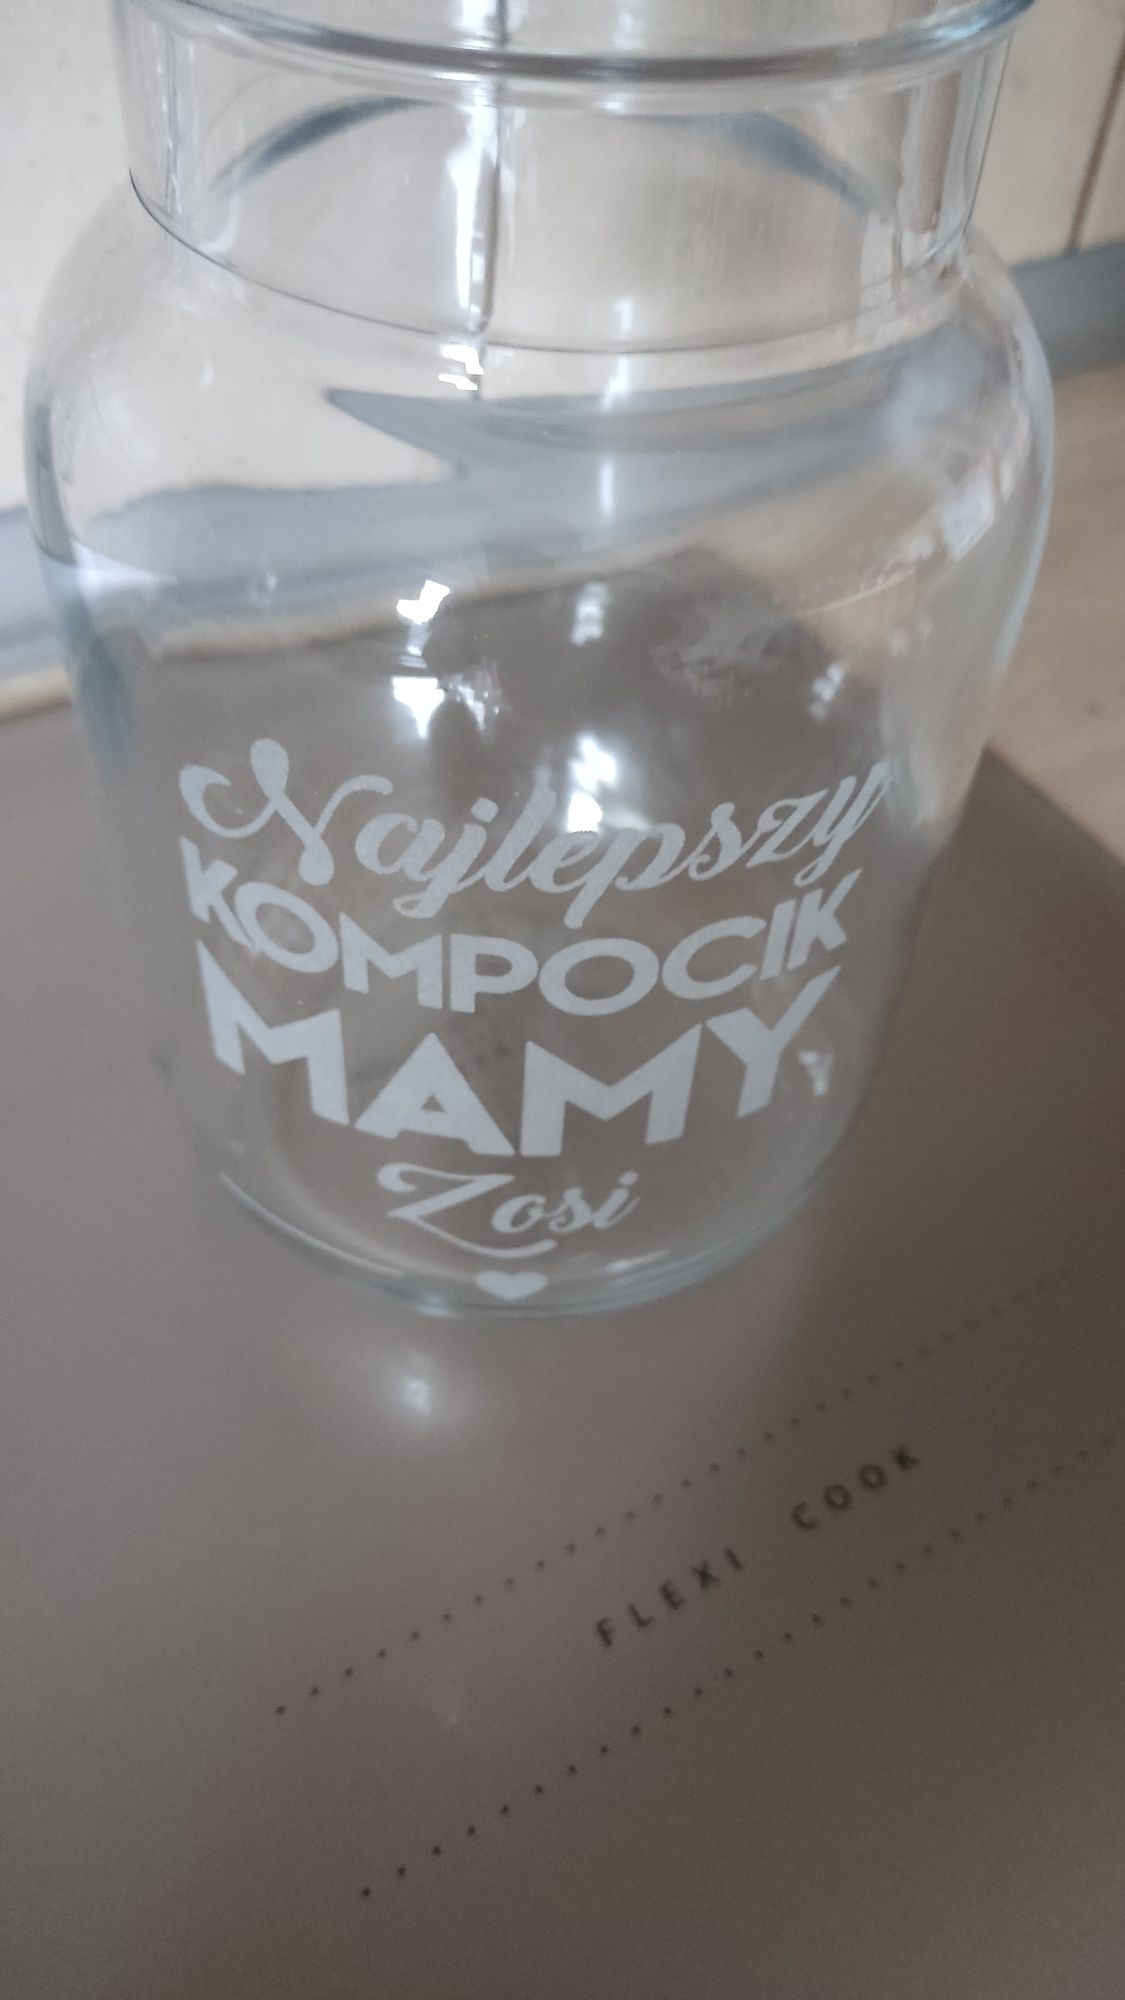 Najlepszy
KOMPOCIK
MAMY
Zosi
FLEXI COOK